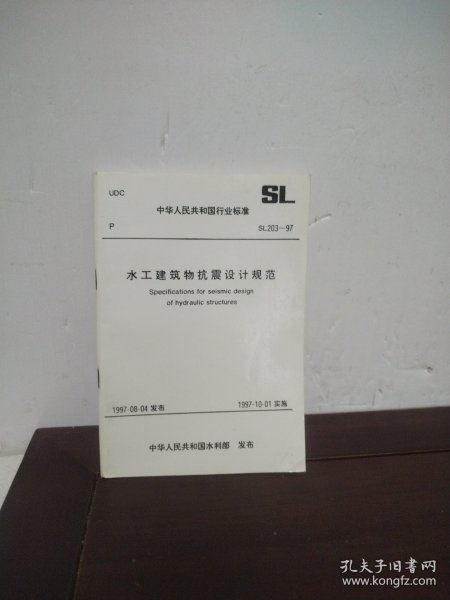 UDC
SL
中华人民共和国行业标准
P
SL203-97
水工建筑物抗震设计规范
Specifications for seismic design
of hydraulic structures
1997-08-04 发布
1997-10-01 实施
中华人民共和国水利部 发布
孔夫子旧书网
www.kongfz.com